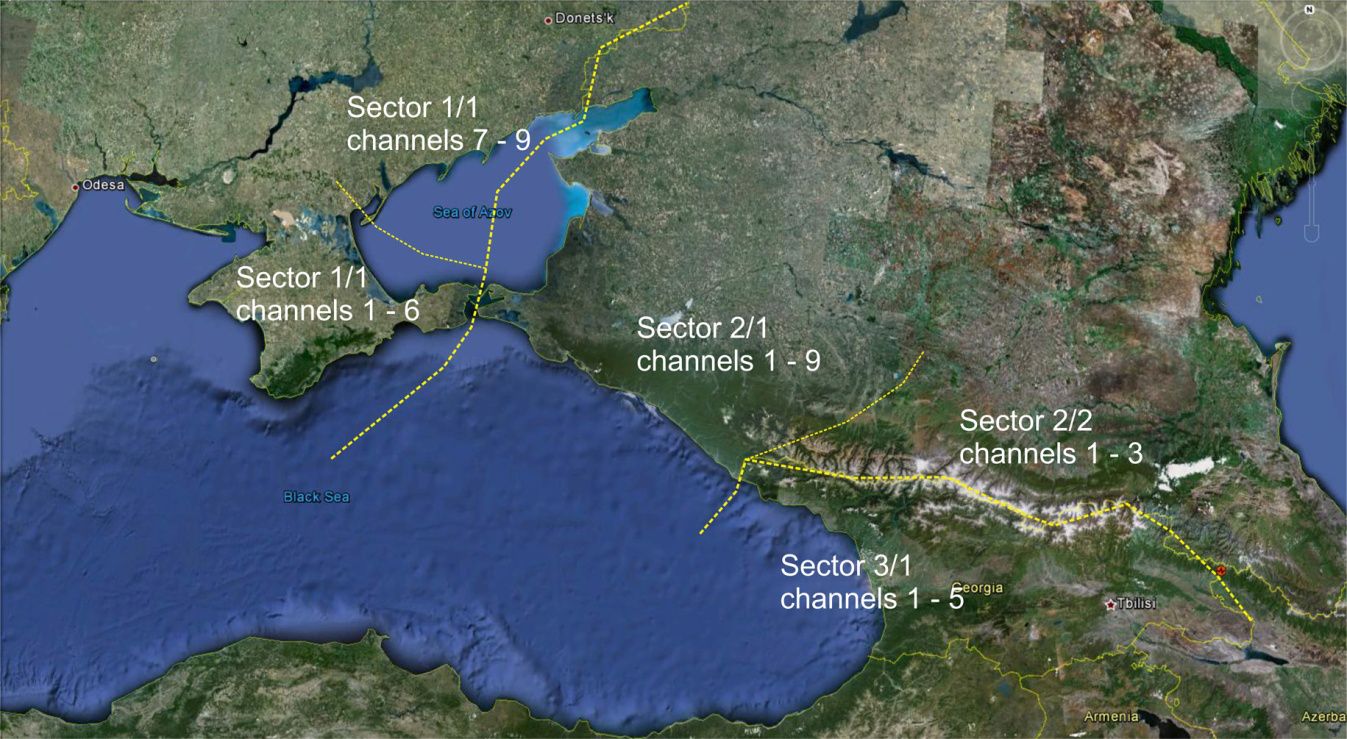 N
Donets'k
Sector 1/1
channels 7 - 9
Odesa
Sea of Azov
Sector 1/1
channels 1 - 6
Sector 2/1
channels 1 - 9
Sector 2/2
channels 1 - 3
Black Sea
Sector 3/1
channels 1 - 5
Georgia
Tbilisi
Armenia
Azerba